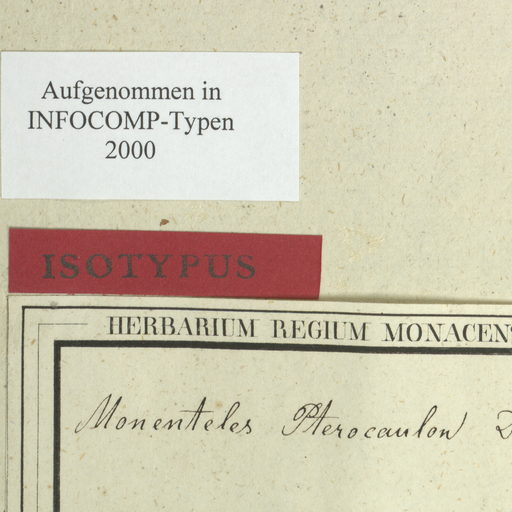 Aufgenommen in
INFOCOMP-Typen
2000
ISOTYPUS
HERBARIUM REGIUM MONACEN
Monenteles Pterocaulon D